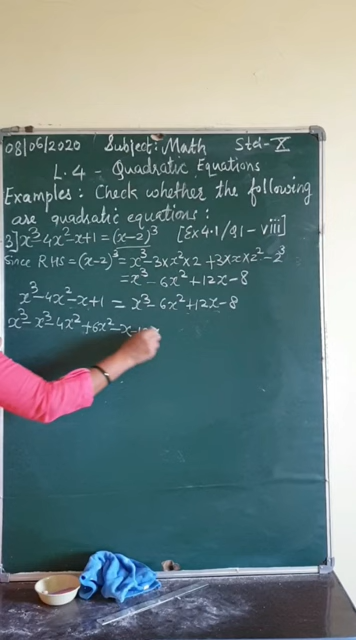 08/06/2020 Subject: Math Std-X
L.4 - Quadratic Equations
Examples: Check whether the following
are quadratic equations:
3] x³-4x²-x+1 = (x-2)³ [Ex 4.1/Q1-viii]
Since RHS = (x-2)³ = x³-3×x²×2+3×x×2²-2³
= x³-6x²+12x-8
x³-4x²-x+1 = x³-6x²+12x-8
x³-x³-4x²+6x²-x